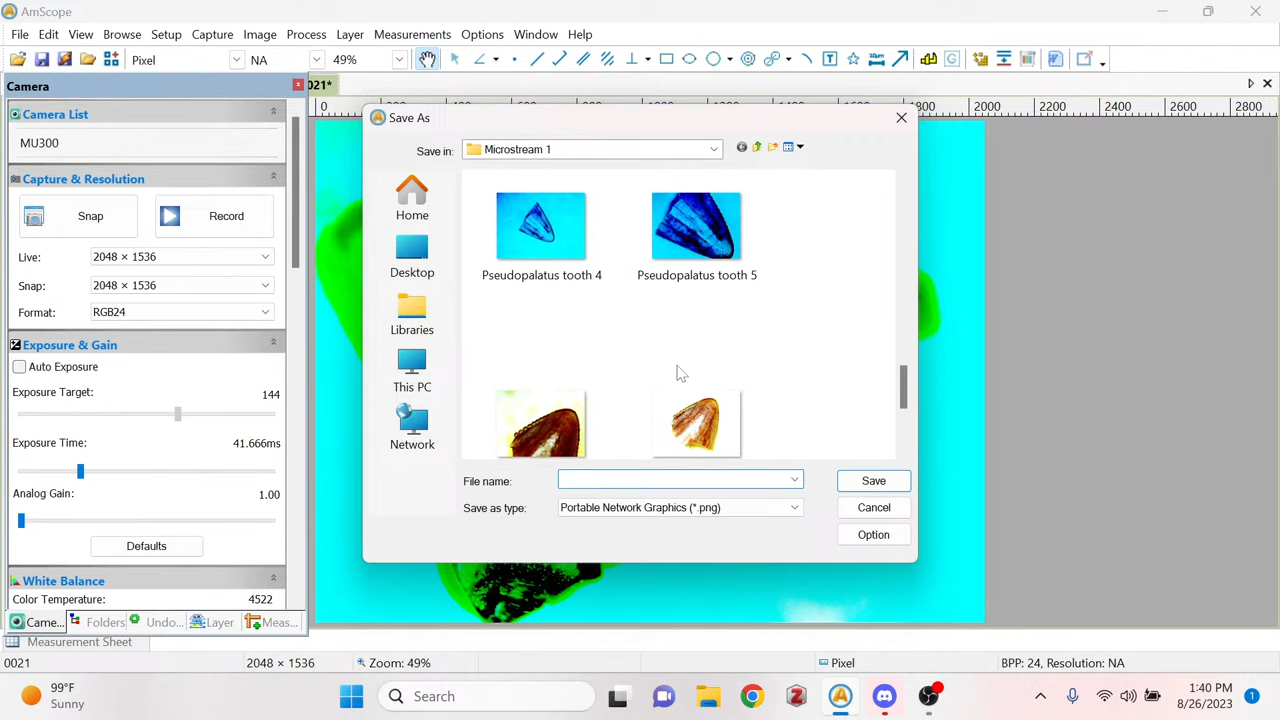 AmScope
File Edit View Browse Setup Capture Image Process Layer Measurements Options Window Help
Pixel NA 49%
Camera
021*
Camera List
MU300
Capture & Resolution
Snap Record
Live: 2048 × 1536
Snap: 2048 × 1536
Format: RGB24
Exposure & Gain
Auto Exposure
Exposure Target: 144
Exposure Time: 41.666ms
Analog Gain: 1.00
Defaults
White Balance
Color Temperature: 4522
Came... Folders Undo... Layer Meas...
0 2000 2200 2400 2600 2800
Save As
Save in: Microstream 1
Home
Desktop
Libraries
This PC
Network
Pseudopalatus tooth 4 Pseudopalatus tooth 5
File name: Save
Save as type: Portable Network Graphics (*.png) Cancel
Option
Measurement Sheet
0021 2048 × 1536 Zoom: 49% Pixel BPP: 24, Resolution: NA
99°F
Sunny
Search
1:40 PM
8/26/2023
1